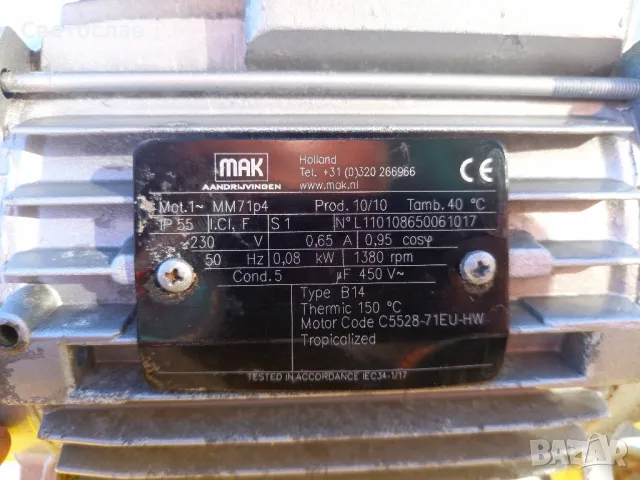 Светослав
MAK
AANDRIJVINGEN
Holland
Tel. +31 (0)320 266966
www.mak.nl
CE
Mot.1~ MM71p4 Prod. 10/10 Tamb. 40 °C
IP 55 I.Cl, F S 1 N° L110108650061017
230 V 0,65 A 0,95 cosφ
50 Hz 0,08 kW 1380 rpm
Cond. 5 µF 450 V~
Type B14
Thermic 150 °C
Motor Code C5528-71EU-HW
Tropicalized
TESTED IN ACCORDANCE IEC34-1/17
BAZAR